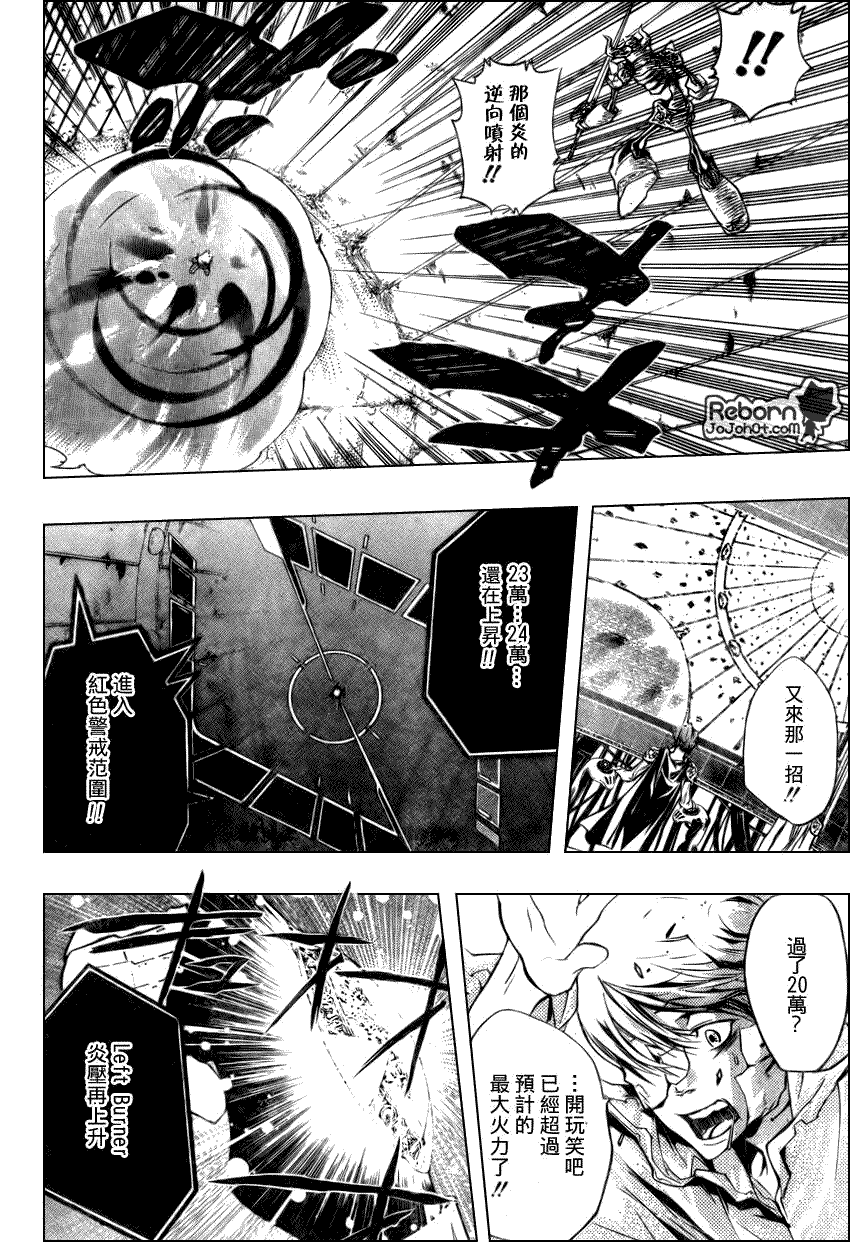 !!
那個炎的
逆向噴射!!
Reborn
JoJoHOt.com
又來那一招!!
23萬…24萬…
還在上昇!!
進入
紅色警戒范圍!!
過了20萬?
…開玩笑吧
已經超過
預計的
最大火力了!!
Left Burner
炎壓再上升